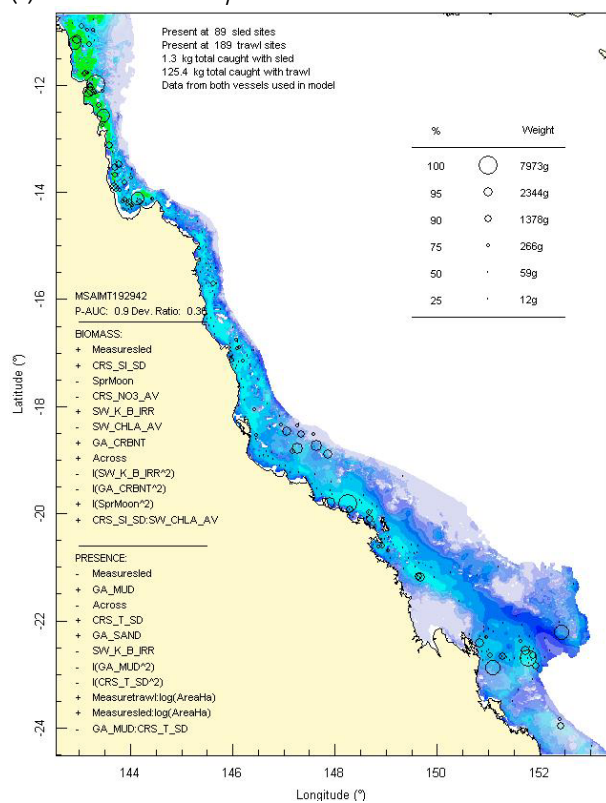 Present at 89 sled sites
Present at 189 trawl sites
1.3 kg total caught with sled
125.4 kg total caught with trawl
Data from both vessels used in model
% Weight
100 7973g
95 2344g
90 1378g
75 266g
50 59g
25 12g
MSAIMT192942
P-AUC: 0.9 Dev. Ratio:
BIOMASS:
+ Measuresled
+ CRS_SI_SD
- SprMoon
- CRS_NO3_AV
+ SW_K_B_IRR
- SW_CHLA_AV
+ GA_CRBNT
+ Across
- I(SW_K_B_IRR^2)
- I(GA_CRBNT^2)
+ I(SprMoon^2)
+ CRS_SI_SD:SW_CHLA_AV
PRESENCE:
- Measuresled
+ GA_MUD
- Across
+ CRS_T_SD
+ GA_SAND
- SW_K_B_IRR
- I(GA_MUD^2)
- I(CRS_T_SD^2)
+ Measuretrawl:log(AreaHa)
+ Measuresled:log(AreaHa)
- GA_MUD:CRS_T_SD
Latitude (°)
-12
-14
-16
-18
-20
-22
-24
144 146 148 150 152
Longitude (°)